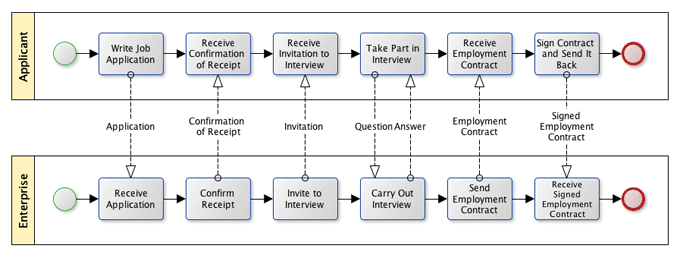 Applicant
Write Job
Application
Receive
Confirmation
of Receipt
Receive
Invitation to
Interview
Take Part in
Interview
Receive
Employment
Contract
Sign Contract
and Send It
Back
Application
Confirmation
of Receipt
Invitation
Question
Answer
Employment
Contract
Signed
Employment
Contract
Enterprise
Receive
Application
Confirm
Receipt
Invite to
Interview
Carry Out
Interview
Send
Employment
Contract
Receive
Signed
Employment
Contract